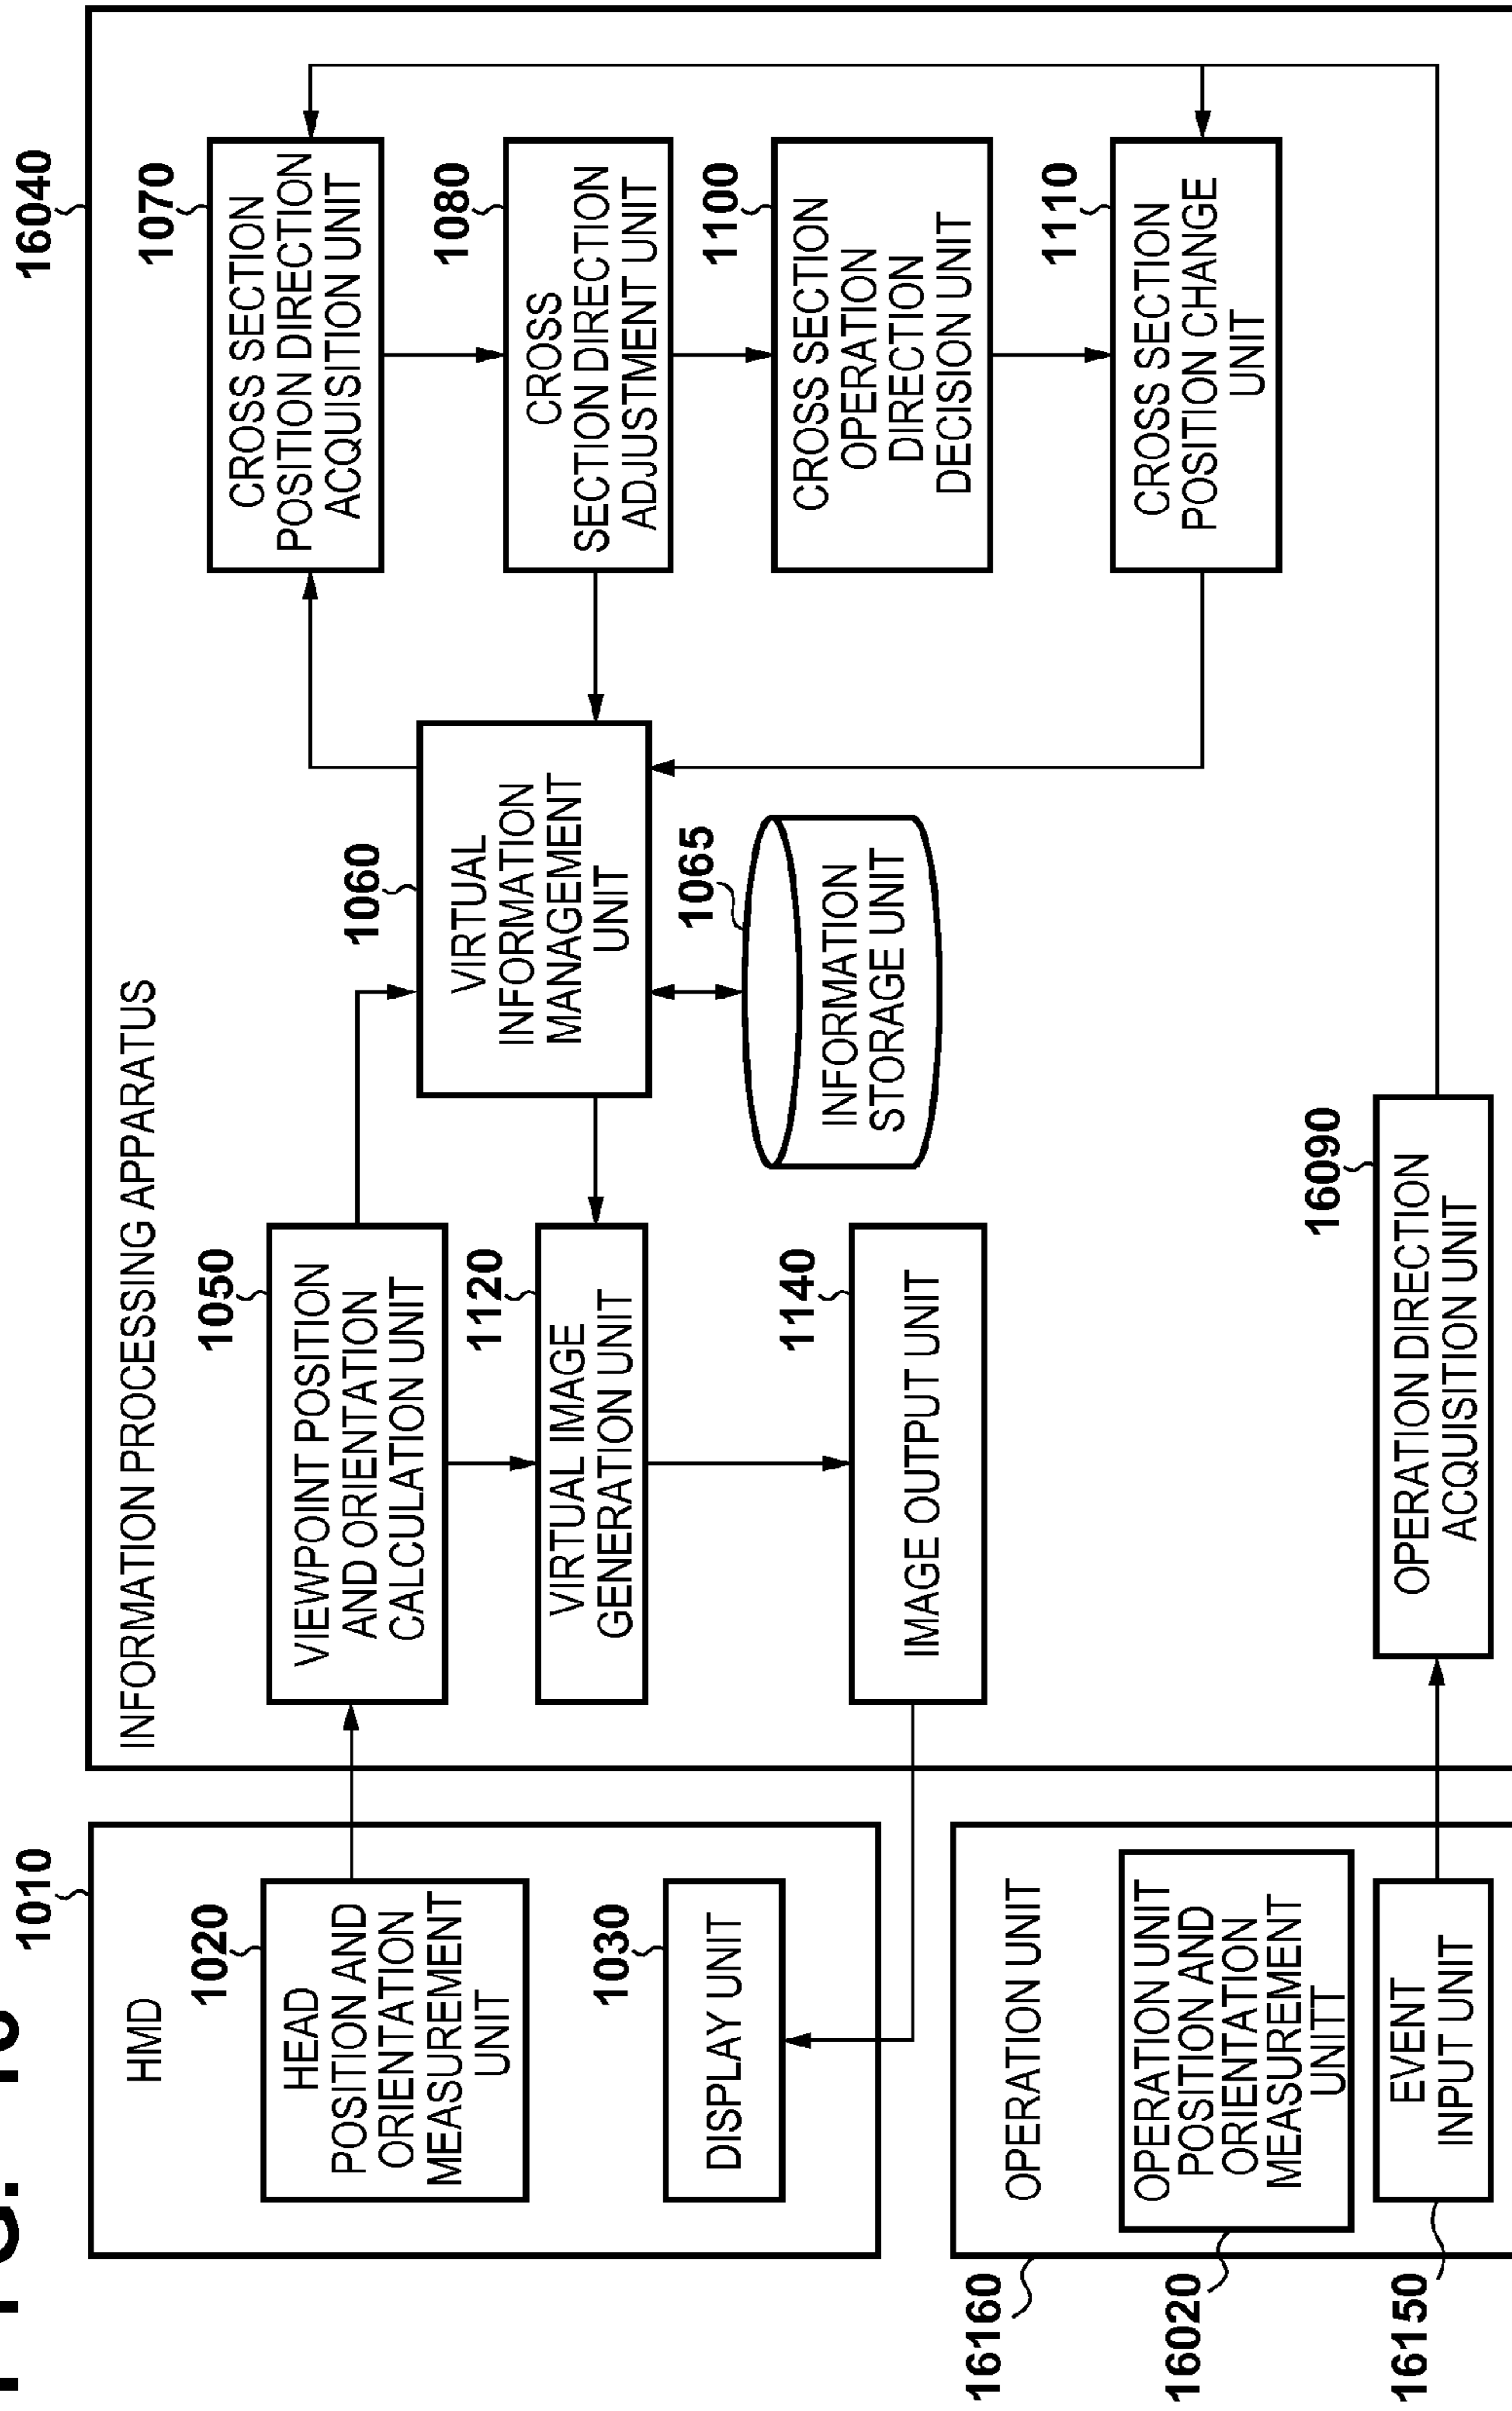 1010
HMD
1020
HEAD
POSITION AND
ORIENTATION
MEASUREMENT
UNIT
1030
DISPLAY UNIT
16160
OPERATION UNIT
16020
OPERATION UNIT
POSITION AND
ORIENTATION
MEASUREMENT
UNITT
16150
EVENT
INPUT UNIT
16040
INFORMATION PROCESSING APPARATUS
1050
VIEWPOINT POSITION
AND ORIENTATION
CALCULATION UNIT
1120
VIRTUAL IMAGE
GENERATION UNIT
1140
IMAGE OUTPUT UNIT
16090
OPERATION DIRECTION
ACQUISITION UNIT
1060
VIRTUAL
INFORMATION
MANAGEMENT
UNIT
1065
INFORMATION
STORAGE UNIT
1070
CROSS SECTION
POSITION DIRECTION
ACQUISITION UNIT
1080
CROSS
SECTION DIRECTION
ADJUSTMENT UNIT
1100
CROSS SECTION
OPERATION
DIRECTION
DECISION UNIT
1110
CROSS SECTION
POSITION CHANGE
UNIT